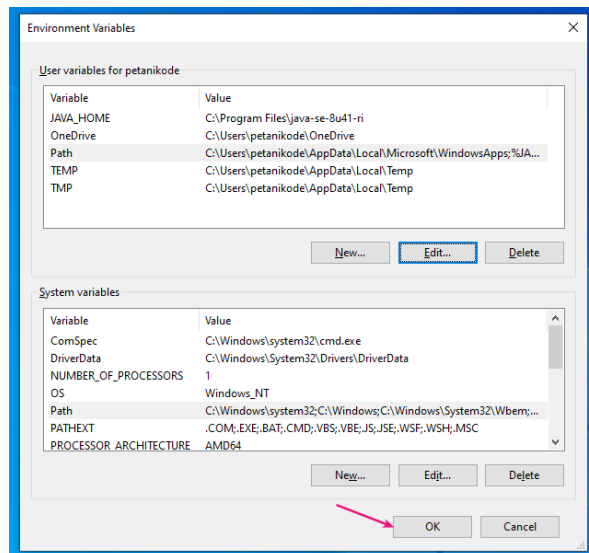 Environment Variables
User variables for petanikode
Variable Value
JAVA_HOME C:\Program Files\java-se-8u41-ri
OneDrive C:\Users\petanikode\OneDrive
Path C:\Users\petanikode\AppData\Local\Microsoft\WindowsApps;%JA...
TEMP C:\Users\petanikode\AppData\Local\Temp
TMP C:\Users\petanikode\AppData\Local\Temp
New... Edit... Delete
System variables
Variable Value
ComSpec C:\Windows\system32\cmd.exe
DriverData C:\Windows\System32\Drivers\DriverData
NUMBER_OF_PROCESSORS 1
OS Windows_NT
Path C:\Windows\system32;C:\Windows;C:\Windows\System32\Wbem;...
PATHEXT .COM;.EXE;.BAT;.CMD;.VBS;.VBE;.JS;.JSE;.WSF;.WSH;.MSC
PROCESSOR_ARCHITECTURE AMD64
New... Edit... Delete
OK Cancel